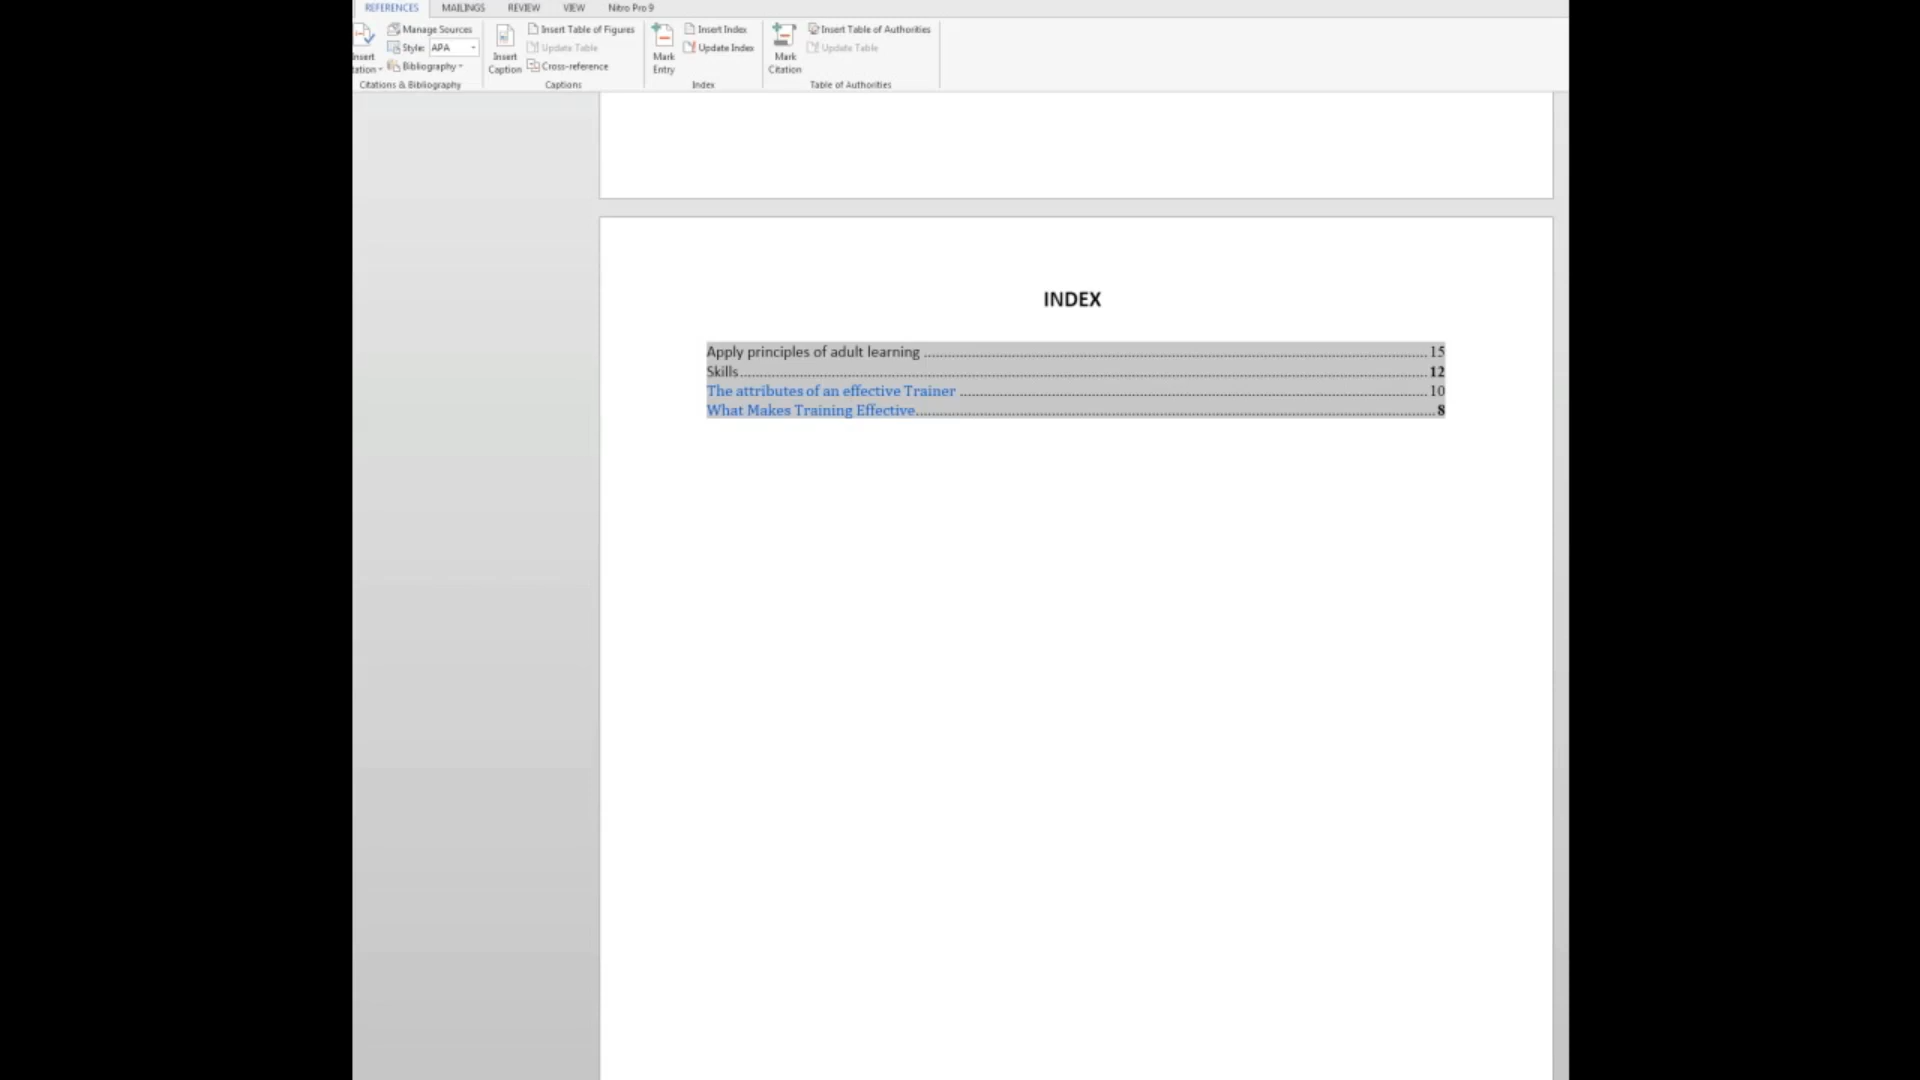 REFERENCES MAILINGS REVIEW VIEW Nitro Pro 9
Manage Sources Insert Table of Figures Insert Index Insert Table of Authorities
Style: APA Update Table Update Index Update Table
Insert Insert Mark Mark
Bibliography Cross-reference
Caption Entry Citation
Citations & Bibliography Captions Index Table of Authorities
INDEX
Apply principles of adult learning 15
Skills 12
The attributes of an effective Trainer 10
What Makes Training Effective 8